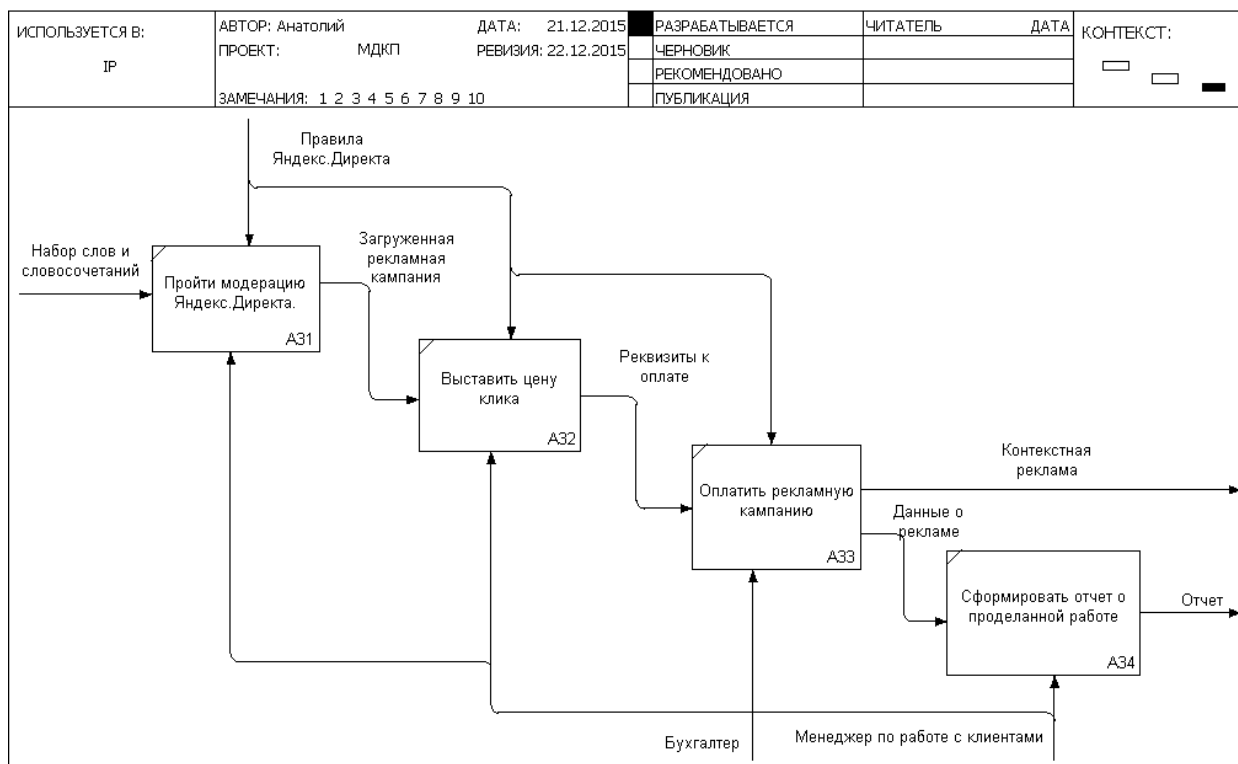 ИСПОЛЬЗУЕТСЯ В:
IP
АВТОР: Анатолий
ДАТА: 21.12.2015
ПРОЕКТ: МДКП
РЕВИЗИЯ: 22.12.2015
ЗАМЕЧАНИЯ: 1 2 3 4 5 6 7 8 9 10
РАЗРАБАТЫВАЕТСЯ
ЧЕРНОВИК
РЕКОМЕНДОВАНО
ПУБЛИКАЦИЯ
ЧИТАТЕЛЬ ДАТА
КОНТЕКСТ:
Правила
Яндекс.Директа
Набор слов и
словосочетаний
Пройти модерацию
Яндекс.Директа.
А31
Загруженная
рекламная
кампания
Выставить цену
клика
А32
Реквизиты к
оплате
Оплатить рекламную
кампанию
А33
Контекстная
реклама
Данные о
рекламе
Сформировать отчет о
проделанной работе
А34
Отчет
Бухгалтер
Менеджер по работе с клиентами